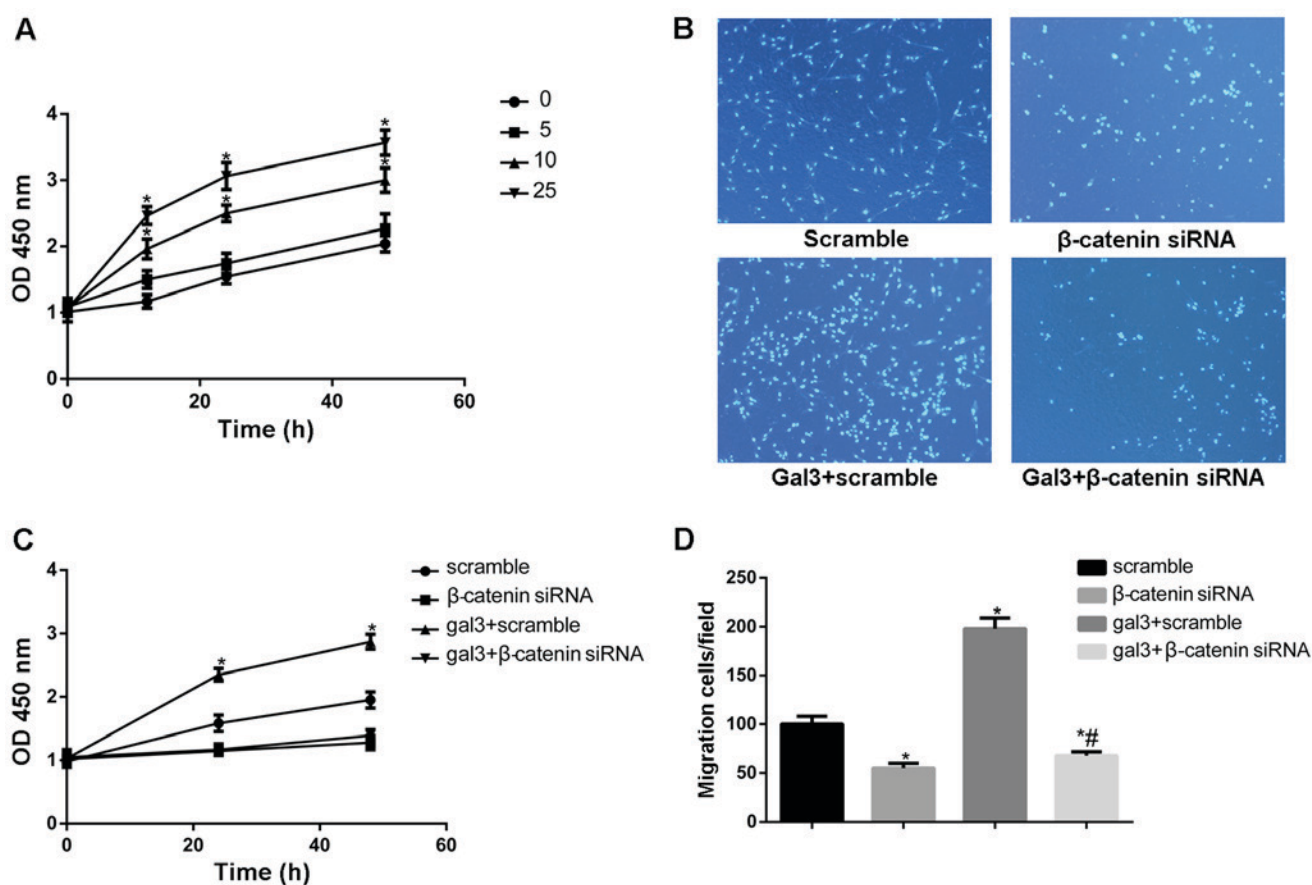 A
OD 450 nm
4
3
2
1
0
0
20
40
60
Time (h)
0
5
10
25
*
*
*
*
*
*
B
Scramble
β-catenin siRNA
Gal3+scramble
Gal3+β-catenin siRNA
C
OD 450 nm
4
3
2
1
0
0
20
40
60
Time (h)
scramble
β-catenin siRNA
gal3+scramble
gal3+β-catenin siRNA
*
*
D
Migration cells/field
250
200
150
100
50
0
*
*
*#
scramble
β-catenin siRNA
gal3+scramble
gal3+β-catenin siRNA